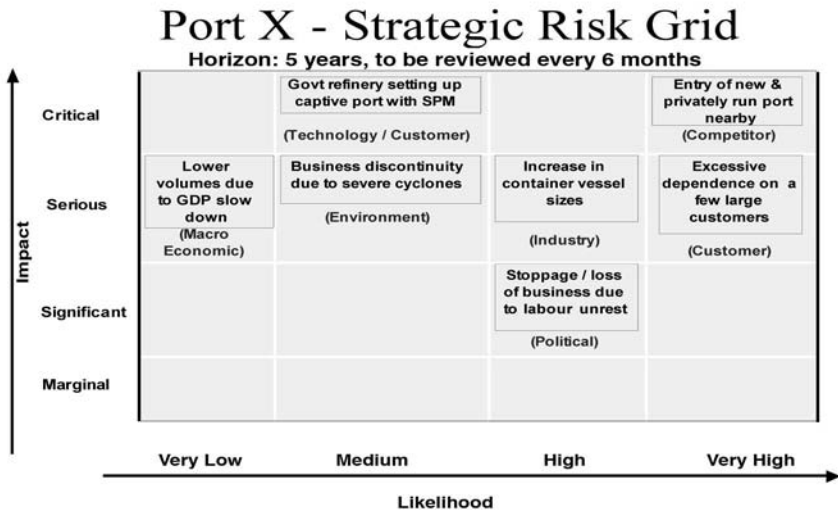 Port X - Strategic Risk Grid
Horizon: 5 years, to be reviewed every 6 months
Impact
Critical
Govt refinery setting up
captive port with SPM
(Technology / Customer)
Entry of new &
privately run port
nearby
(Competitor)
Serious
Lower
volumes due
to GDP slow
down
(Macro
Economic)
Business discontinuity
due to severe cyclones
(Environment)
Increase in
container vessel
sizes
(Industry)
Excessive
dependence on a
few large
customers
(Customer)
Significant
Stoppage / loss
of business due
to labour unrest
(Political)
Marginal
Very Low
Medium
High
Very High
Likelihood